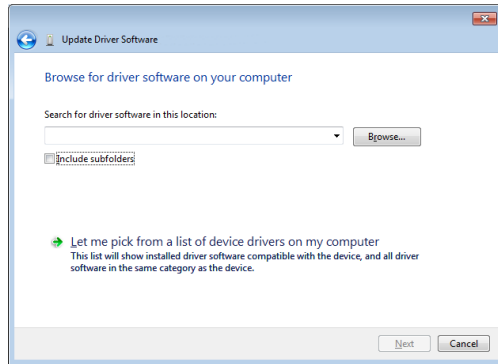 Update Driver Software
Browse for driver software on your computer
Search for driver software in this location:
Browse...
Include subfolders
Let me pick from a list of device drivers on my computer
This list will show installed driver software compatible with the device, and all driver
software in the same category as the device.
Next Cancel